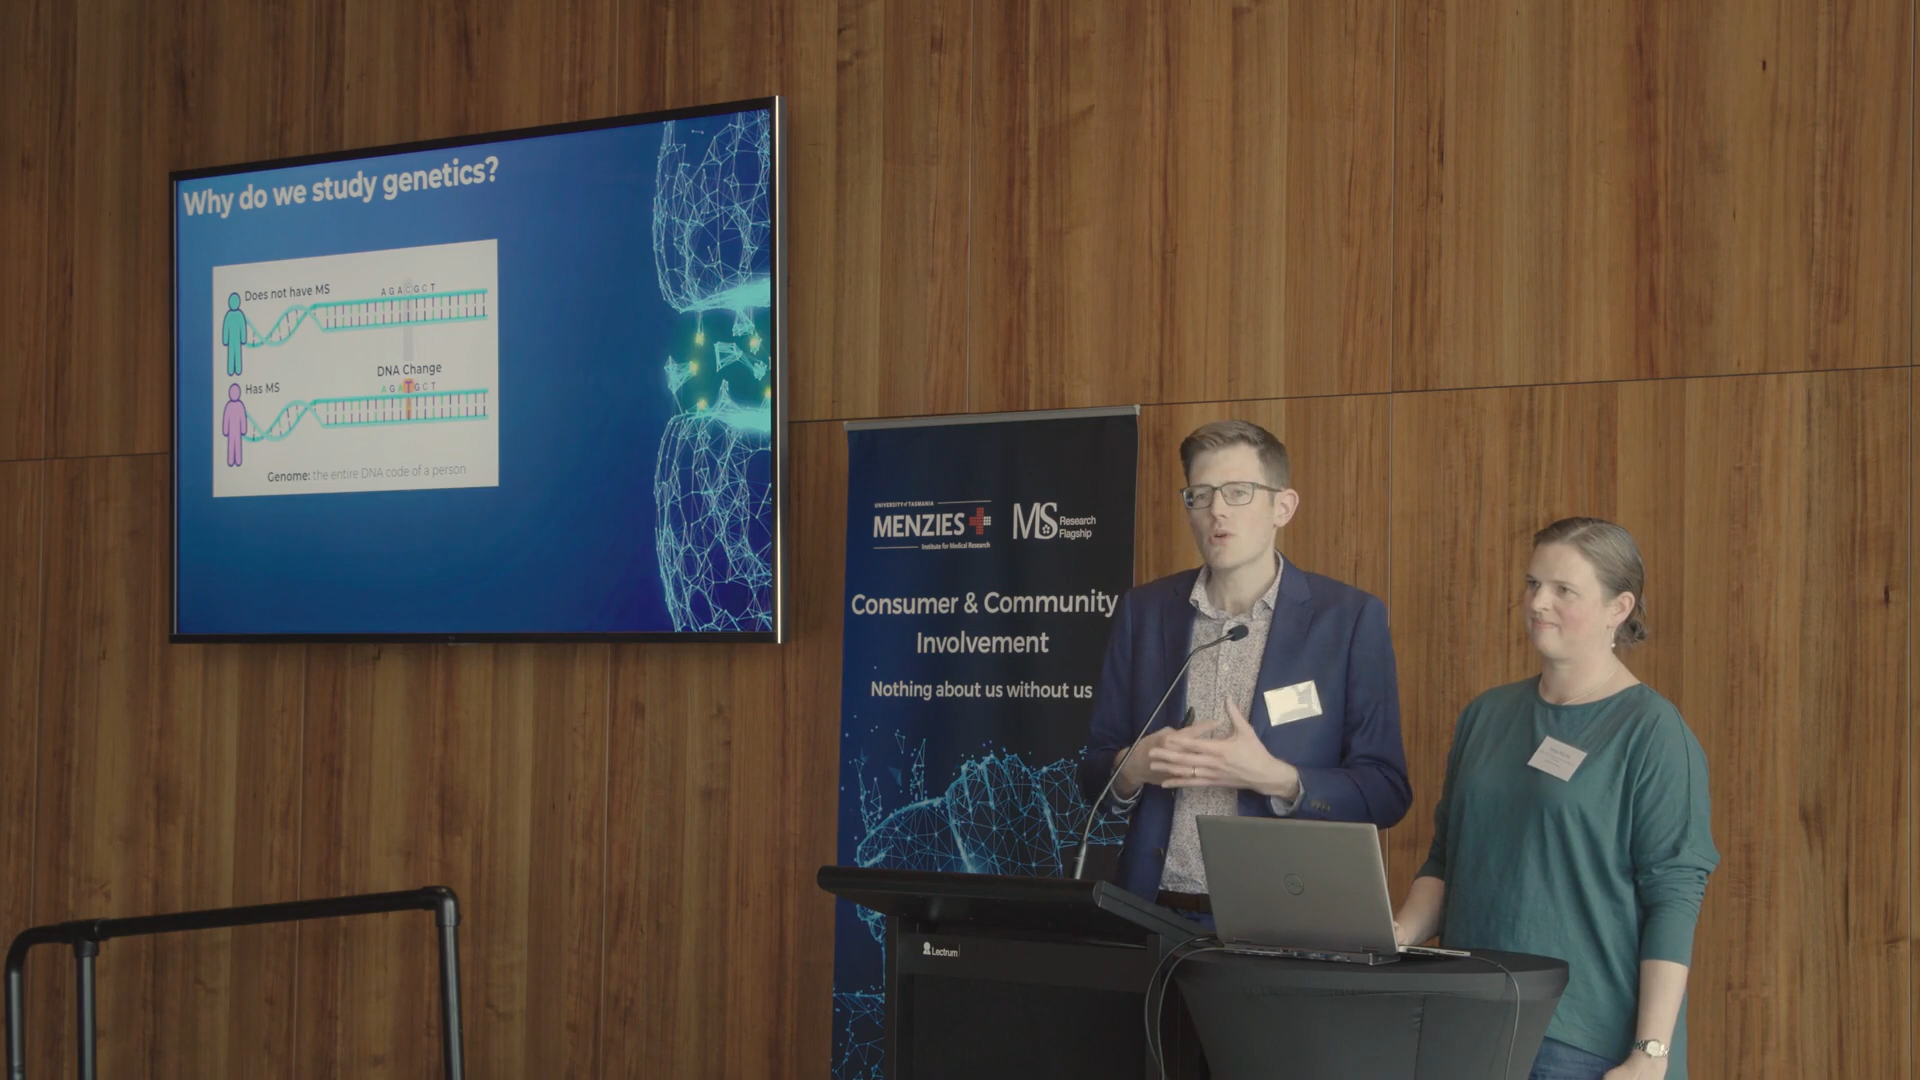 Why do we study genetics?
Does not have MS
AGACGCT
DNA Change
Has MS
AGATGCT
Genome: the entire DNA code of a person
UNIVERSITY of TASMANIA
MENZIES
Institute for Medical Research
MS Research
Flagship
Consumer & Community
Involvement
Nothing about us without us
Lectrum